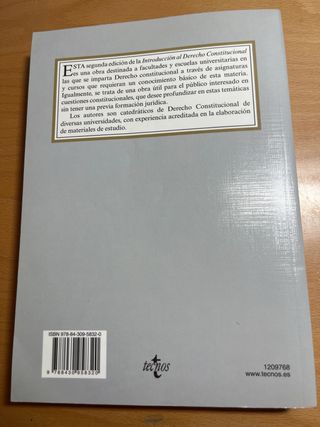 ESTA segunda edición de la Introducción al Derecho Constitucional
es una obra destinada a facultades y escuelas universitarias en
las que se imparta Derecho constitucional a través de asignaturas
y cursos que requieran un conocimiento básico de esta materia.
Igualmente, se trata de una obra útil para el público interesado en
cuestiones constitucionales, que desee profundizar en estas temáticas
sin tener una previa formación jurídica.
Los autores son catedráticos de Derecho Constitucional de
diversas universidades, con experiencia acreditada en la elaboración
de materiales de estudio.
ISBN 978-84-309-5832-0
9 788430 958320
tecnos
1209768
www.tecnos.es